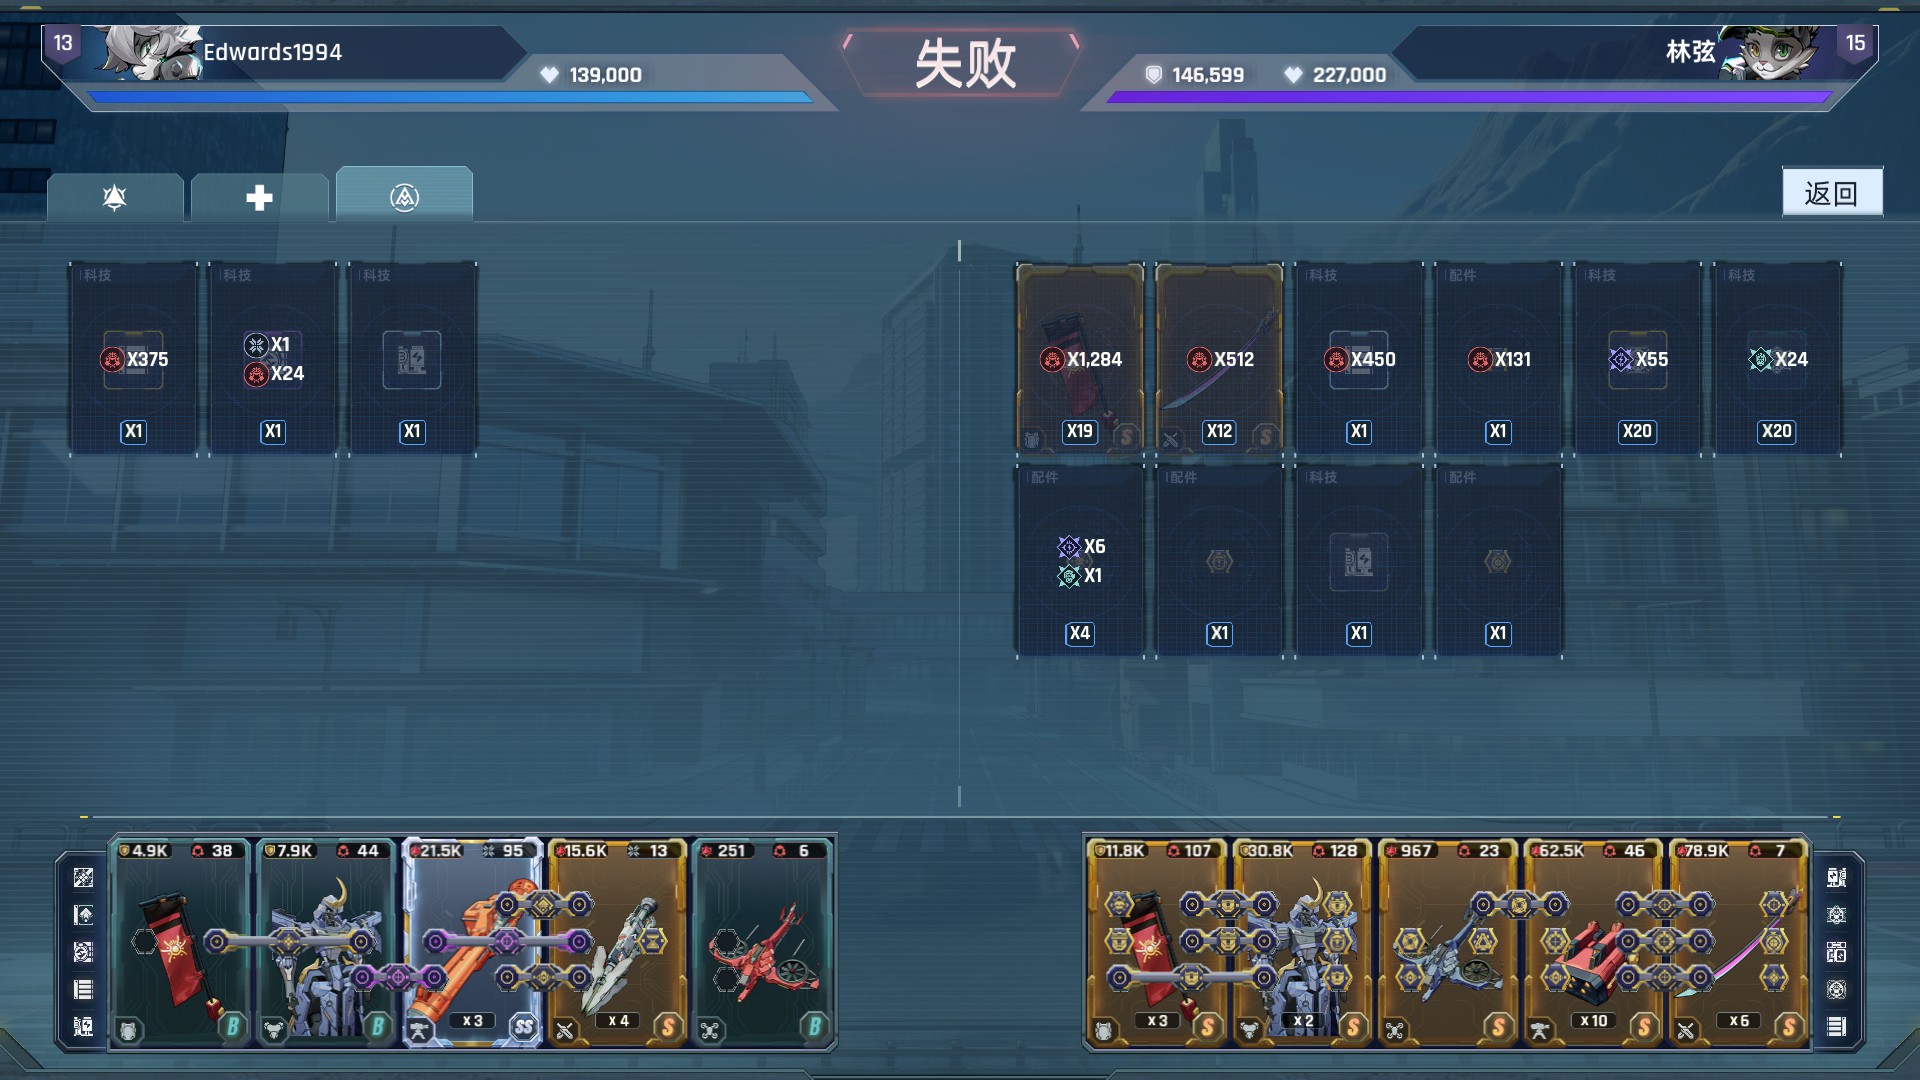 13
Edwards1994
139,000
失败
146,599
227,000
林弦
15
返回
科技
X375
X1
科技
X1
X24
X1
科技
X1
X1,284
X19
S
X512
X12
S
科技
X450
X1
配件
X131
X1
科技
X55
X20
科技
X24
X20
配件
X6
X1
X4
配件
X1
科技
X1
配件
X1
4.9K
38
B
7.9K
44
B
21.5K
95
x3
SS
15.6K
13
x4
S
251
6
B
11.8K
107
x3
S
30.8K
128
x2
S
967
23
S
62.5K
46
x10
S
78.9K
7
x6
S